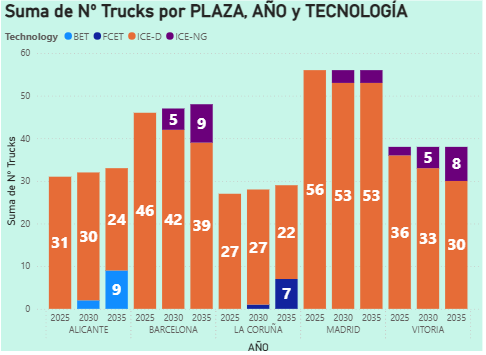 Suma de Nº Trucks por PLAZA, AÑO y TECNOLOGÍA
Technology BET FCET ICE-D ICE-NG
Suma de Nº Trucks
60
50
40
30
20
10
0
31 30 24 9
46 42 5 39 9
27 27 22 7
56 53 53
36 33 5 30 8
2025 2030 2035 2025 2030 2035 2025 2030 2035 2025 2030 2035 2025 2030 2035
ALICANTE BARCELONA LA CORUÑA MADRID VITORIA
AÑO